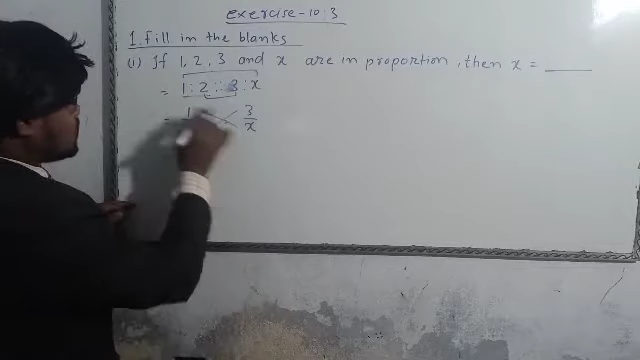 exercise-10:3
1. Fill in the blanks
(i) If 1, 2, 3 and x are in proportion, then x = ____
= 1 : 2 :: 3 : x
= 1 3/x